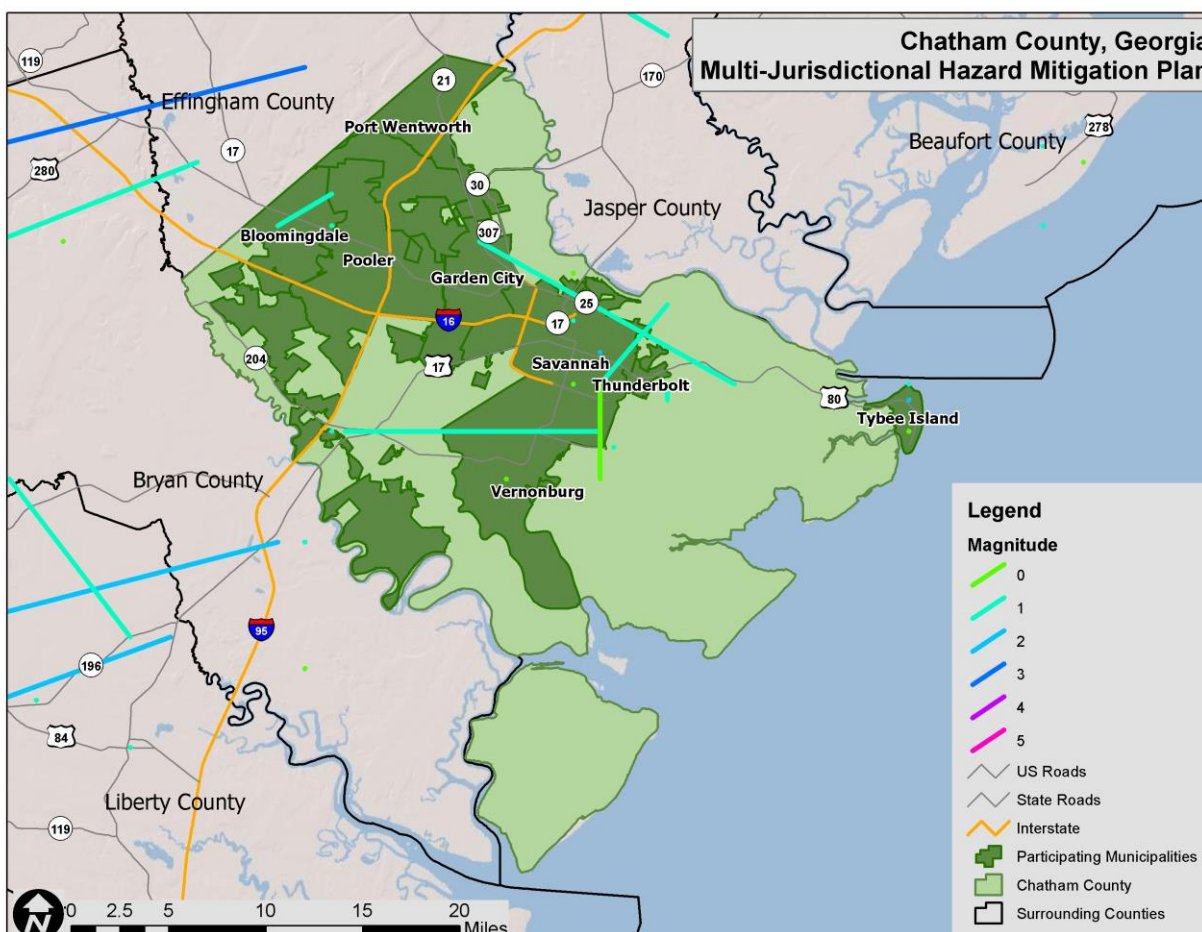 Chatham County, Georgia
Multi-Jurisdictional Hazard Mitigation Plan
119
170
Effingham County
21
278
Port Wentworth
Beaufort County
17
280
30
Jasper County
307
Bloomingdale
Pooler
Garden City
25
16
17
204
17
Savannah
Thunderbolt
80
Tybee Island
Bryan County
Vernonburg
95
196
84
Liberty County
119
Legend
Magnitude
0
1
2
3
4
5
US Roads
State Roads
Interstate
Participating Municipalities
Chatham County
Surrounding Counties
N
0 2.5 5 10 15 20
Miles